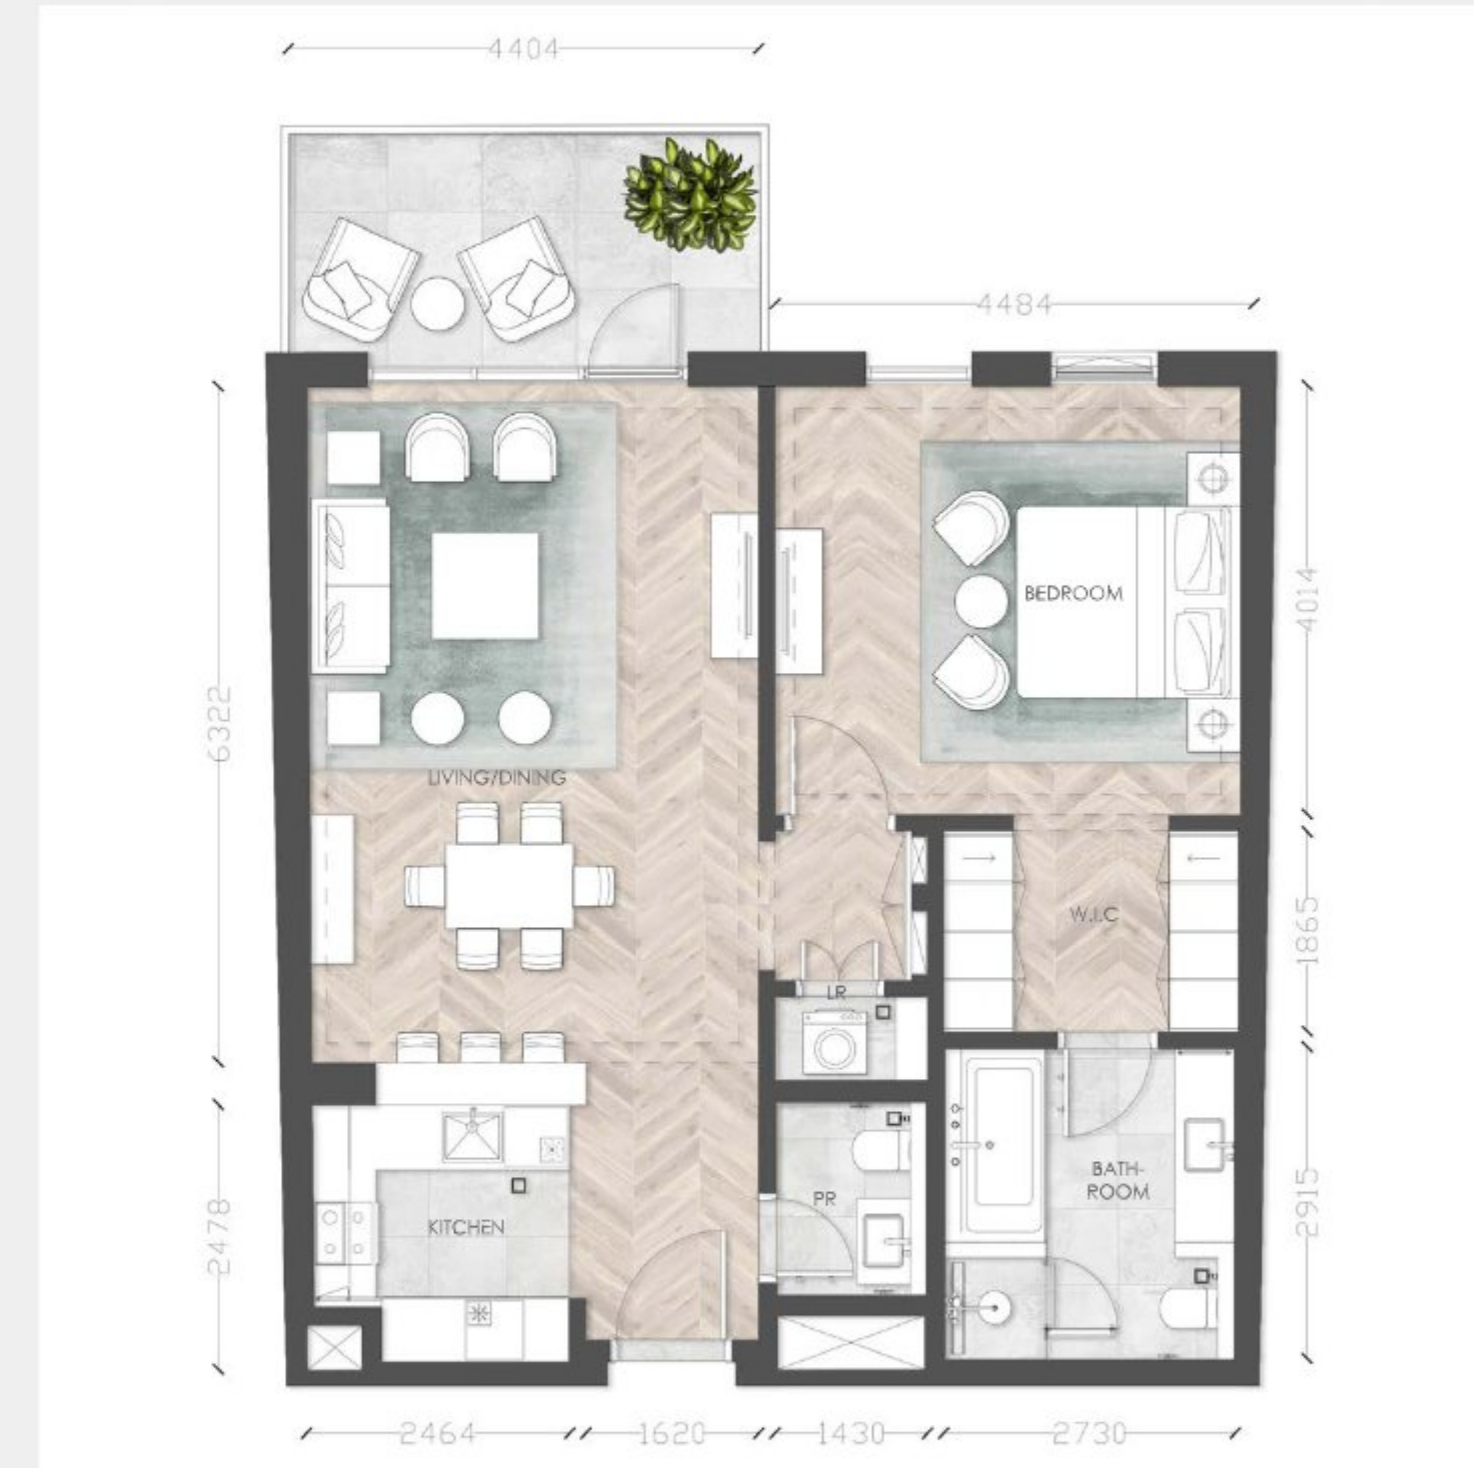 4404
4484
BEDROOM
4014
6322
LIVING/DINING
W.I.C
1865
LR
BATH-
ROOM
PR
KITCHEN
2478
2915
2464
1620
1430
2730